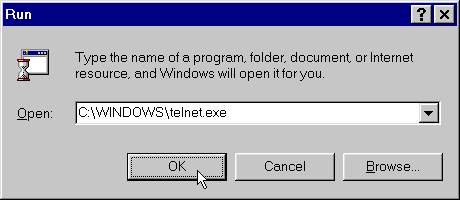 Run
Type the name of a program, folder, document, or Internet
resource, and Windows will open it for you.
Open:
C:\WINDOWS\telnet.exe
OK
Cancel
Browse...